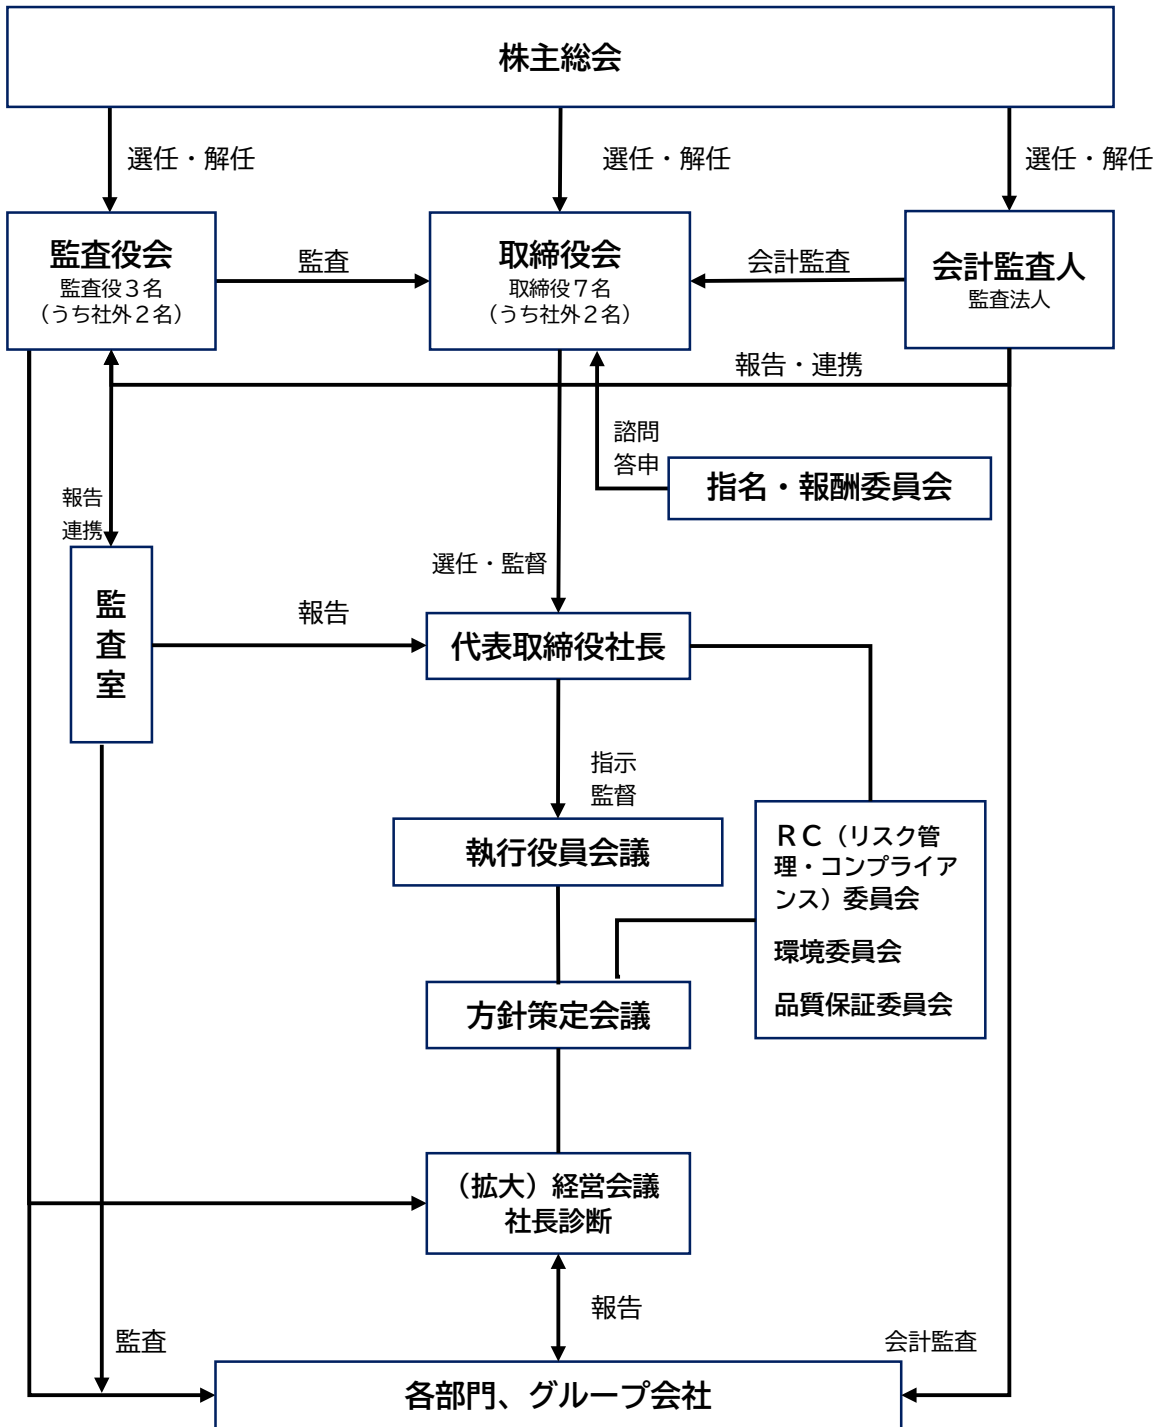 株主総会
選任・解任
選任・解任
選任・解任
監査役会
監査役３名
（うち社外２名）
監査
取締役会
取締役７名
（うち社外２名）
会計監査
会計監査人
監査法人
報告・連携
諮問
答申
指名・報酬委員会
報告
連携
選任・監督
監
査
室
報告
代表取締役社長
指示
監督
執行役員会議
ＲＣ（リスク管
理・コンプライア
ンス）委員会
環境委員会
品質保証委員会
方針策定会議
（拡大）経営会議
社長診断
報告
監査
会計監査
各部門、グループ会社